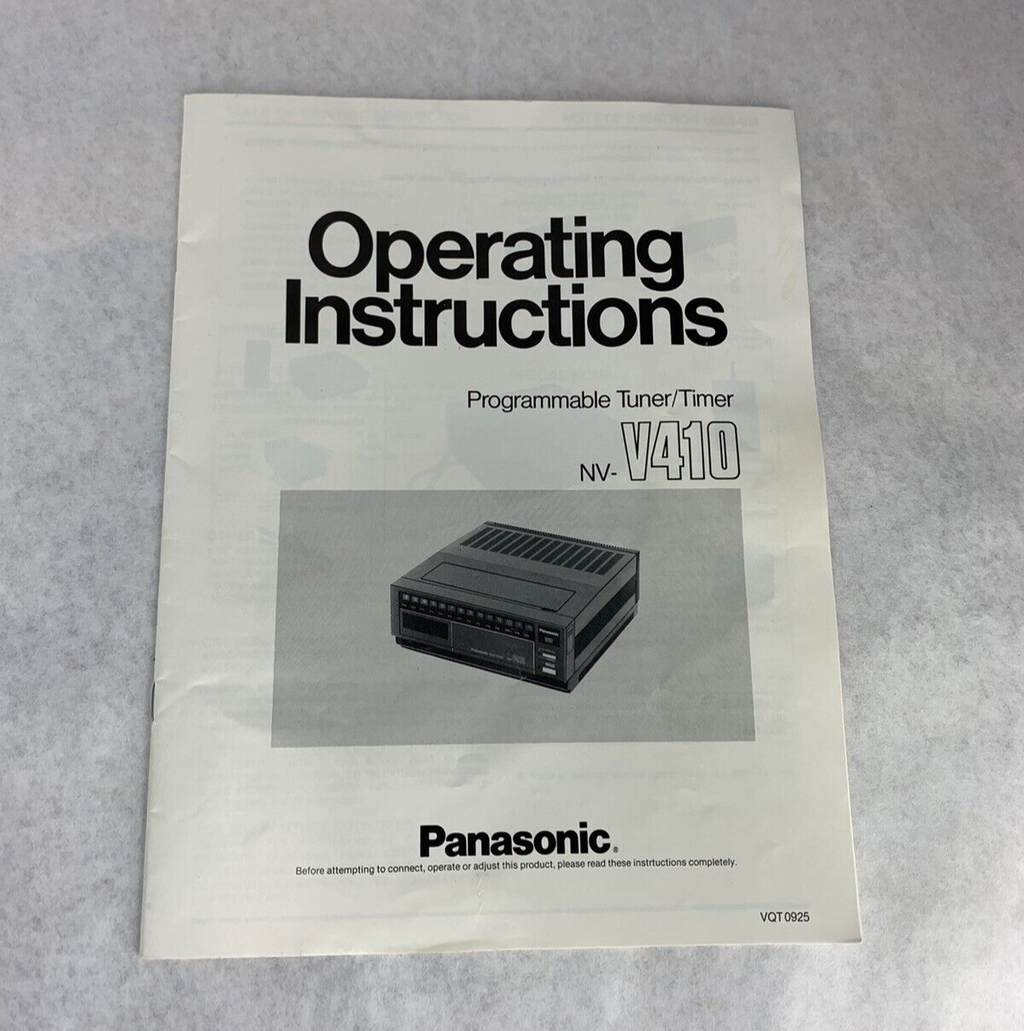 Operating
Instructions
Programmable Tuner/Timer
NV-V410
Panasonic
Panasonic®
Before attempting to connect, operate or adjust this product, please read these instrtuctions completely.
VQT0925